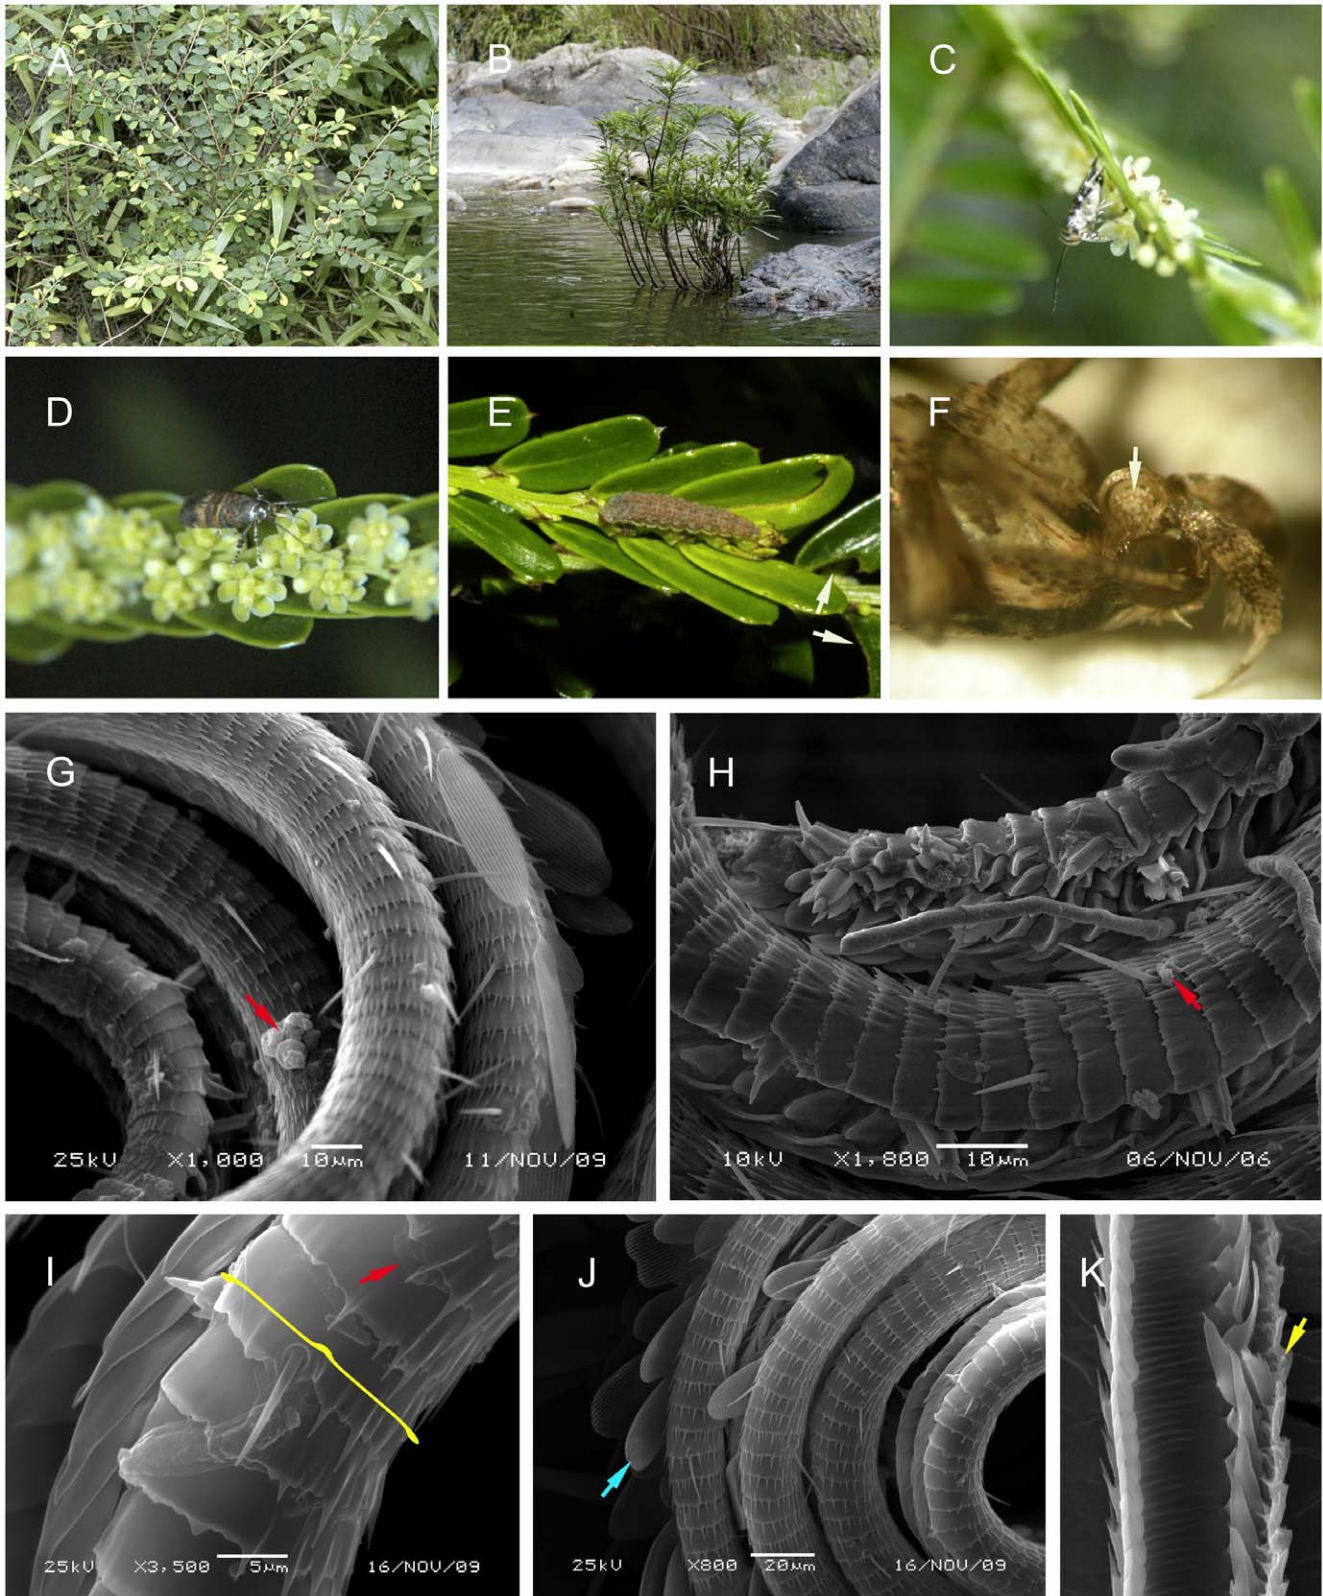 A
B
C
D
E
F
G
25kV X1,000 10µm 11/NOV/09
H
10kV X1,800 10µm 06/NOV/06
I
25kV X3,500 5µm 16/NOV/09
J
25kV X800 20µm 16/NOV/09
K